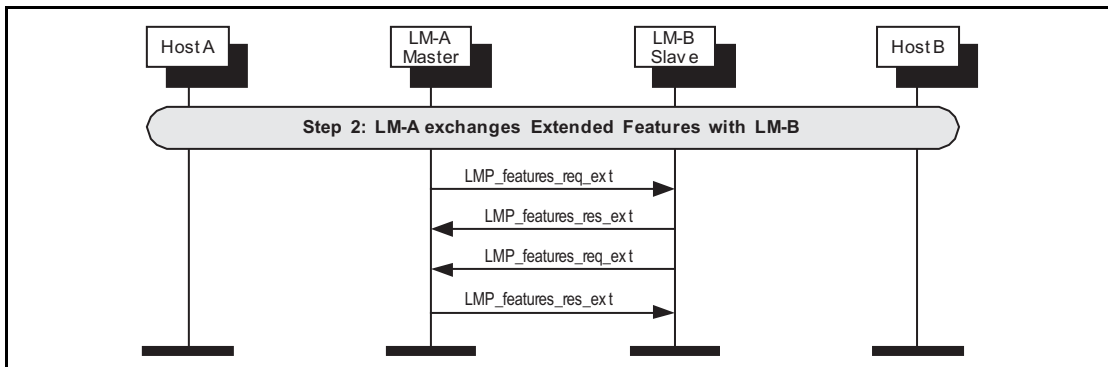 Host A
LM-A
Master
LM-B
Slave
Host B
Step 2: LM-A exchanges Extended Features with LM-B
LMP_features_req_ext
LMP_features_res_ext
LMP_features_req_ext
LMP_features_res_ext